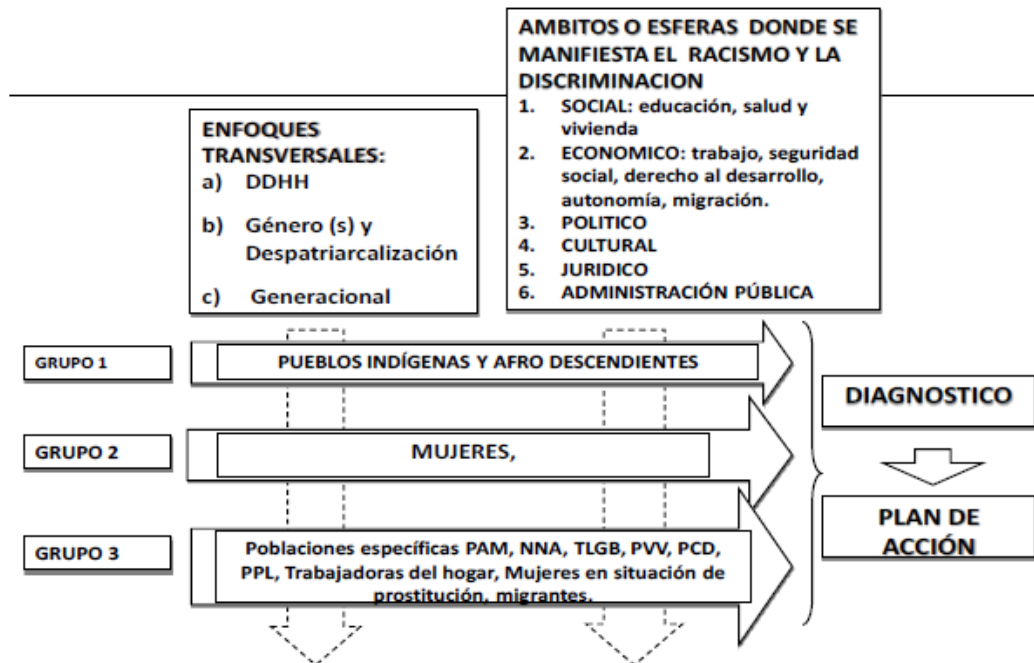 AMBITOS O ESFERAS DONDE SE
MANIFIESTA EL RACISMO Y LA
DISCRIMINACION
1. SOCIAL: educación, salud y
vivienda
2. ECONOMICO: trabajo, seguridad
social, derecho al desarrollo,
autonomía, migración.
3. POLITICO
4. CULTURAL
5. JURIDICO
6. ADMINISTRACIÓN PÚBLICA
ENFOQUES
TRANSVERSALES:
a) DDHH
b) Género (s) y
Despatriarcalización
c) Generacional
GRUPO 1
PUEBLOS INDÍGENAS Y AFRO DESCENDIENTES
GRUPO 2
MUJERES,
GRUPO 3
Poblaciones específicas PAM, NNA, TLGB, PVV, PCD,
PPL, Trabajadoras del hogar, Mujeres en situación de
prostitución, migrantes.
DIAGNOSTICO
PLAN DE
ACCIÓN